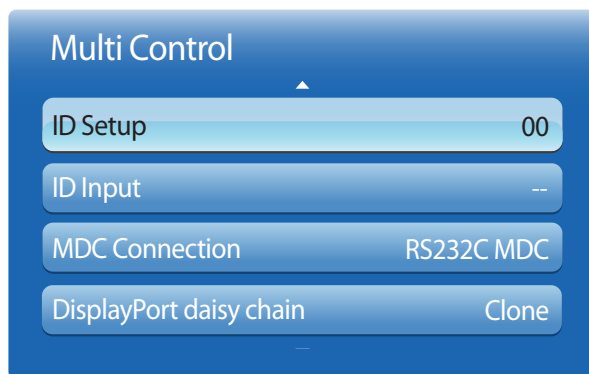 Multi Control
ID Setup 00
ID Input --
MDC Connection RS232C MDC
DisplayPort daisy chain Clone